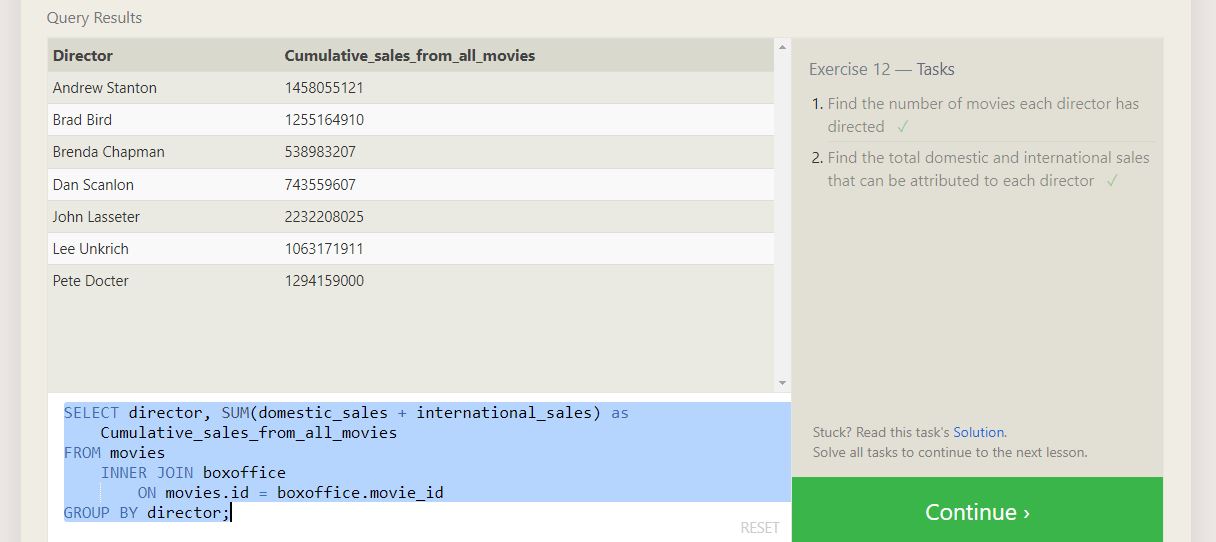 Query Results
Director Cumulative_sales_from_all_movies
Andrew Stanton 1458055121
Brad Bird 1255164910
Brenda Chapman 538983207
Dan Scanlon 743559607
John Lasseter 2232208025
Lee Unkrich 1063171911
Pete Docter 1294159000
SELECT director, SUM(domestic_sales + international_sales) as
Cumulative_sales_from_all_movies
FROM movies
INNER JOIN boxoffice
ON movies.id = boxoffice.movie_id
GROUP BY director;
RESET
Exercise 12 — Tasks
1. Find the number of movies each director has
directed ✓
2. Find the total domestic and international sales
that can be attributed to each director ✓
Stuck? Read this task's Solution.
Solve all tasks to continue to the next lesson.
Continue ›